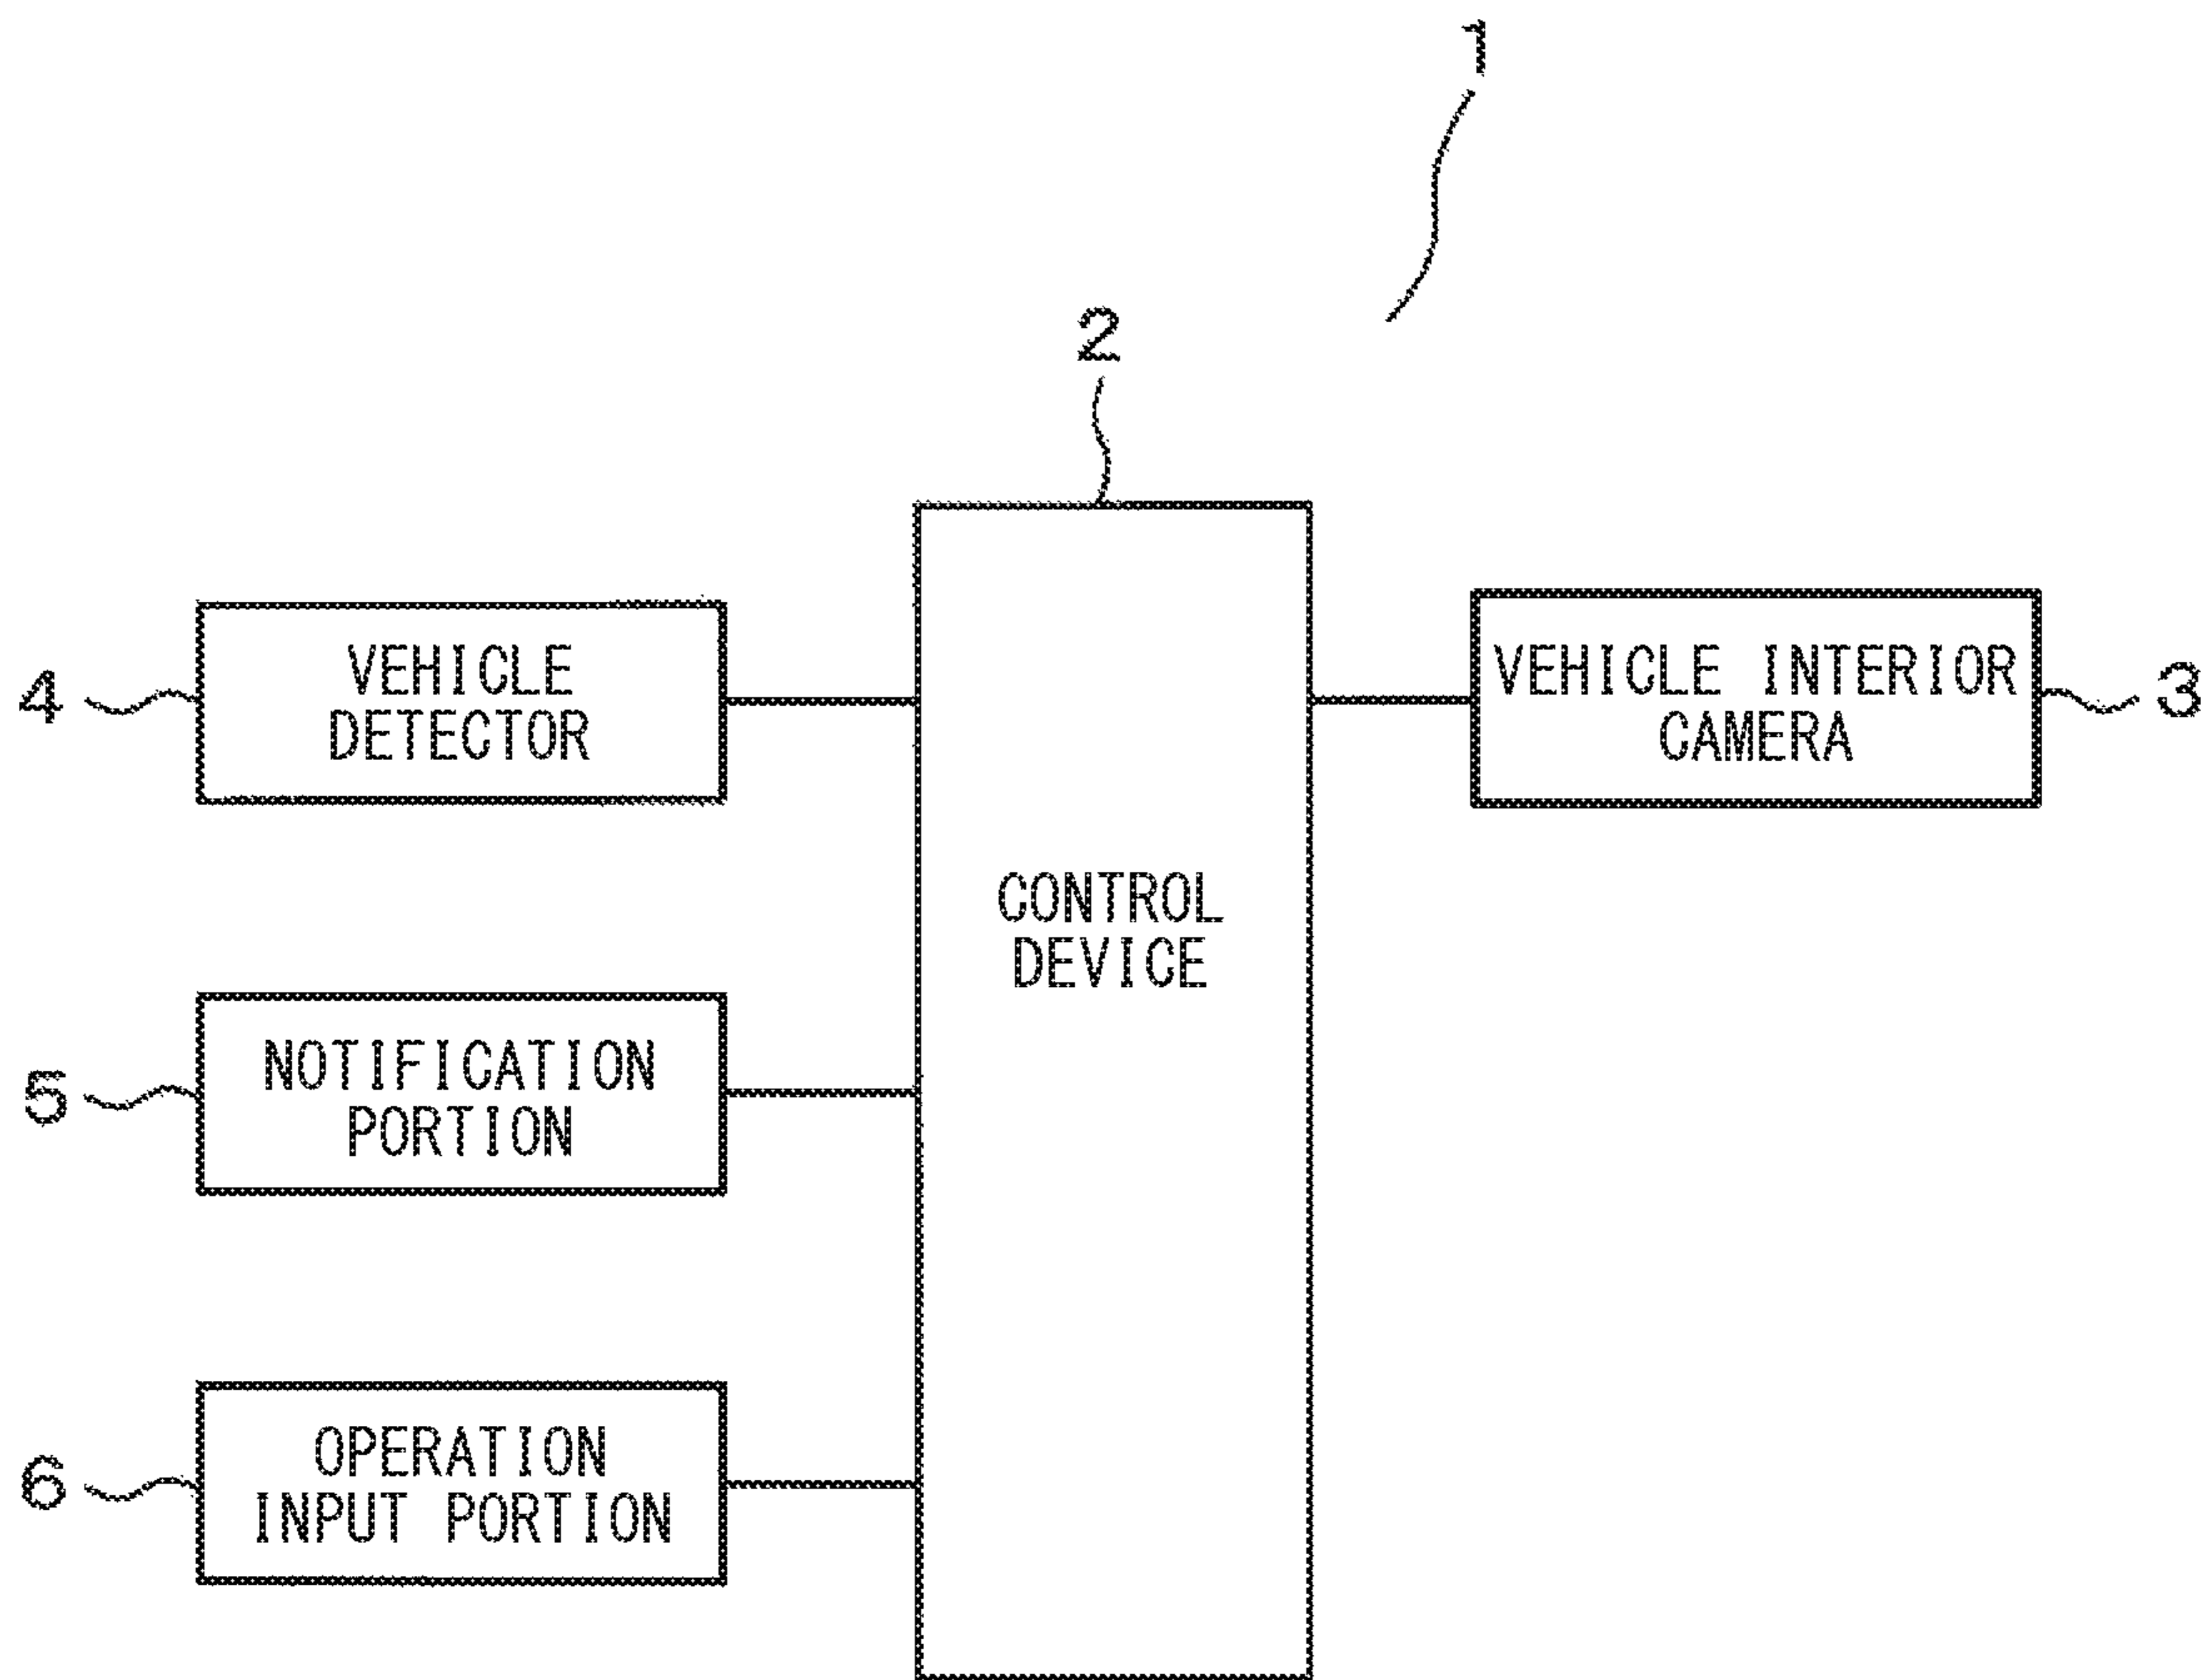 1
2
4
VEHICLE
DETECTOR
VEHICLE INTERIOR
CAMERA
3
CONTROL
DEVICE
5
NOTIFICATION
PORTION
6
OPERATION
INPUT PORTION